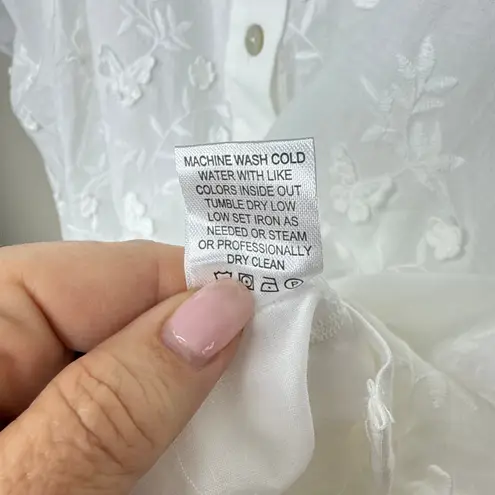 MACHINE WASH COLD
WATER WITH LIKE
COLORS INSIDE OUT
TUMBLE DRY LOW
LOW SET IRON AS
NEEDED OR STEAM
OR PROFESSIONALLY
DRY CLEAN
P